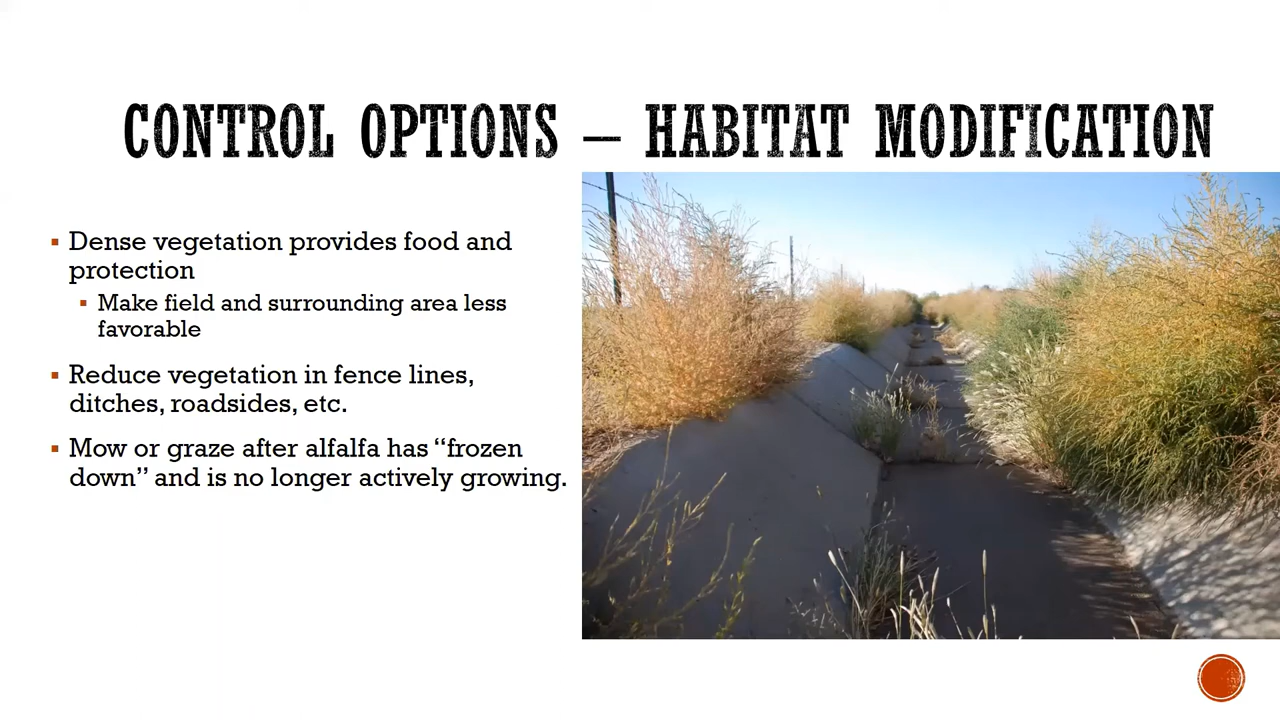 CONTROL OPTIONS – HABITAT MODIFICATION
▪ Dense vegetation provides food and
protection
▪ Make field and surrounding area less
favorable
▪ Reduce vegetation in fence lines,
ditches, roadsides, etc.
▪ Mow or graze after alfalfa has “frozen
down” and is no longer actively growing.